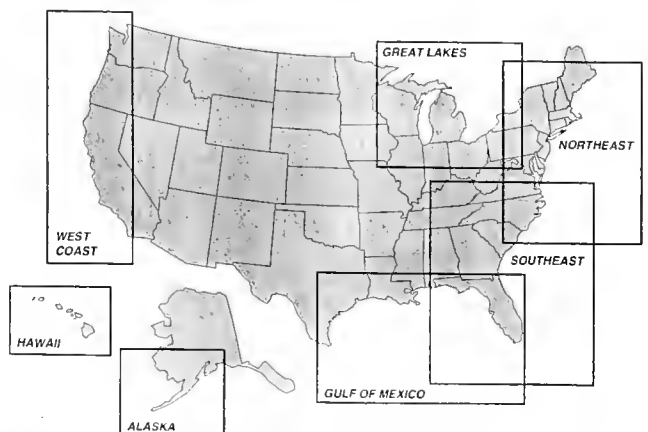 GREAT LAKES
NORTHEAST
WEST
COAST
SOUTHEAST
HAWAII
GULF OF MEXICO
ALASKA